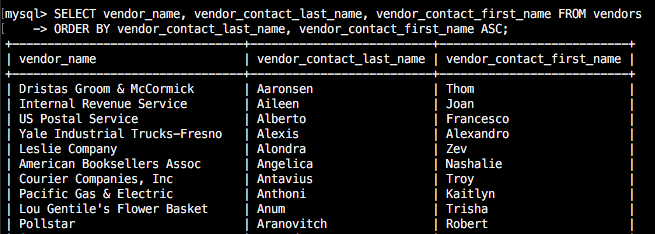 mysql> SELECT vendor_name, vendor_contact_last_name, vendor_contact_first_name FROM vendors
-> ORDER BY vendor_contact_last_name, vendor_contact_first_name ASC;
| vendor_name | vendor_contact_last_name | vendor_contact_first_name |
| Dristas Groom & McCormick | Aaronsen | Thom |
| Internal Revenue Service | Aileen | Joan |
| US Postal Service | Alberto | Francesco |
| Yale Industrial Trucks-Fresno | Alexis | Alexandro |
| Leslie Company | Alondra | Zev |
| American Booksellers Assoc | Angelica | Nashalie |
| Courier Companies, Inc | Antavius | Troy |
| Pacific Gas & Electric | Anthoni | Kaitlyn |
| Lou Gentile's Flower Basket | Anum | Trisha |
| Pollstar | Aranovitch | Robert |